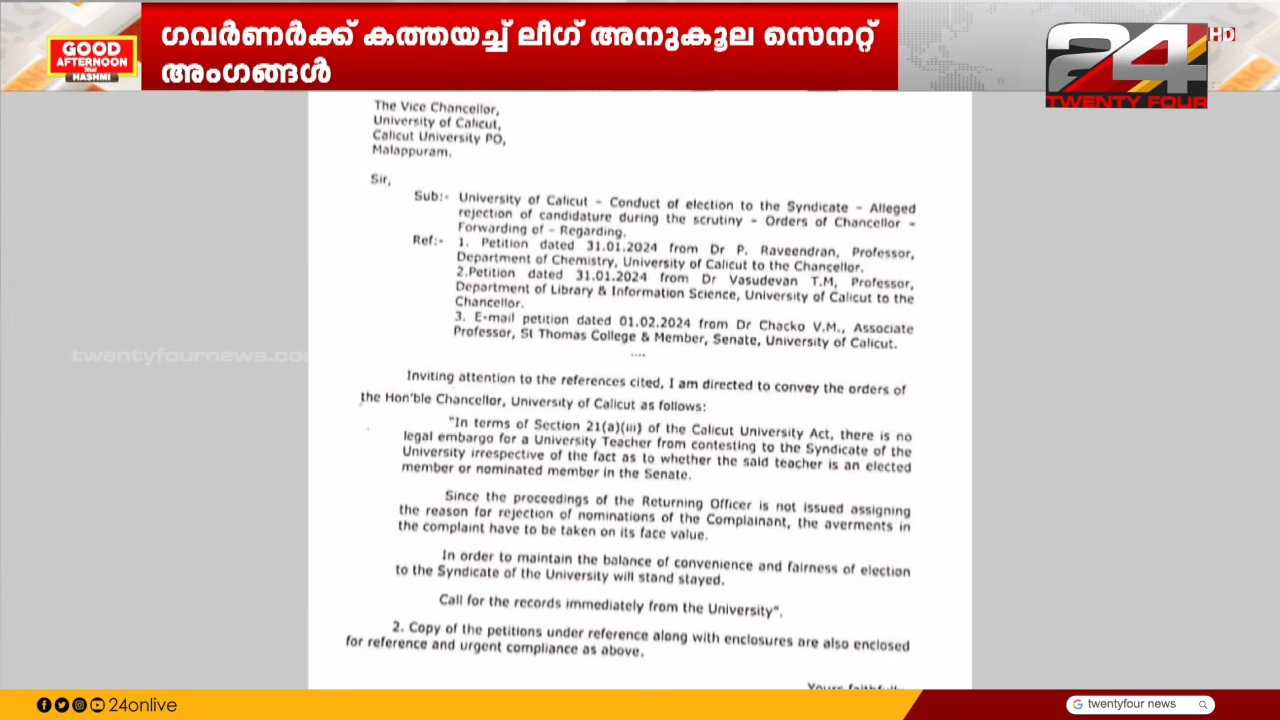 GOOD
AFTERNOON
With
HASHMI
ഗവർണർക്ക് കത്തയച്ച് ലീഗ് അനുകൂല സെനറ്റ്
അംഗങ്ങൾ
24
HD
TWENTY FOUR
The Vice Chancellor,
University of Calicut,
Calicut University PO,
Malappuram.
Sir,
Sub:- University of Calicut – Conduct of election to the Syndicate – Alleged
rejection of candidature during the scrutiny – Orders of Chancellor –
Forwarding of – Regarding.
Ref:- 1. Petition dated 31.01.2024 from Dr P. Raveendran, Professor,
Department of Chemistry, University of Calicut to the Chancellor.
2.Petition dated 31.01.2024 from Dr Vasudevan T.M, Professor,
Department of Library & Information Science, University of Calicut to the
Chancellor.
3. E-mail petition dated 01.02.2024 from Dr Chacko V.M., Associate
Professor, St Thomas College & Member, Senate, University of Calicut.
....
twentyfournews.com
Inviting attention to the references cited, I am directed to convey the orders of
the Hon'ble Chancellor, University of Calicut as follows:
"In terms of Section 21(a)(iii) of the Calicut University Act, there is no
legal embargo for a University Teacher from contesting to the Syndicate of the
University irrespective of the fact as to whether the said teacher is an elected
member or nominated member in the Senate.
Since the proceedings of the Returning Officer is not issued assigning
the reason for rejection of nominations of the Complainant, the averments in
the complaint have to be taken on its face value.
In order to maintain the balance of convenience and fairness of election
to the Syndicate of the University will stand stayed.
Call for the records immediately from the University".
2. Copy of the petitions under reference along with enclosures are also enclosed
for reference and urgent compliance as above.
Yours faithfully,
24onlive
twentyfour news